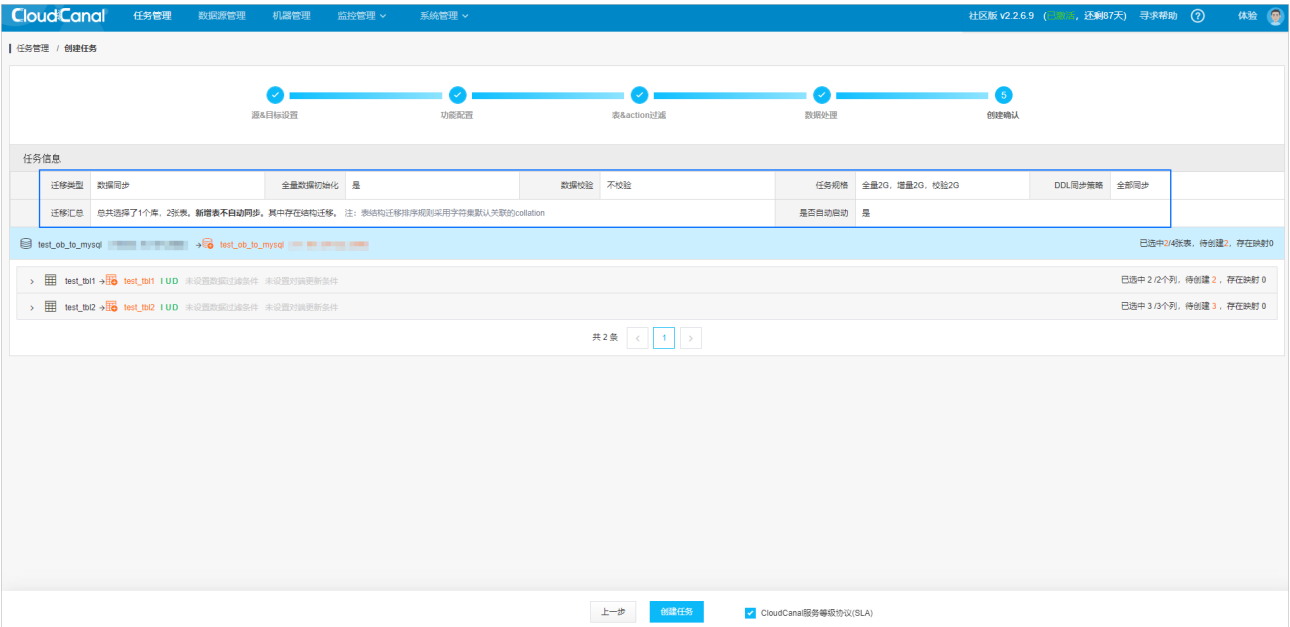 CloudCanal 任务管理 数据源管理 机器管理 监控管理 系统管理 社区版 v2.2.6.9 (已激活, 还剩87天) 寻求帮助 ? 体验
任务管理 / 创建任务
5
源&目标设置 功能配置 表&action过滤 数据处理 创建确认
任务信息
迁移类型 数据同步 全量数据初始化 是 数据校验 不校验 任务规格 全量2G, 增量2G, 校验2G DDL同步策略 全部同步
迁移汇总 总共选择了1个库, 2张表。新增表不自动同步。其中存在结构迁移。 注: 表结构迁移排序规则采用字符集默认关联的collation 是否自动启动 是
test_ob_to_mysql → test_ob_to_mysql 已选中2/4张表, 待创建2, 存在映射0
test_tbl1 → test_tbl1 I U D 未设置数据过滤条件 未设置对端更新条件 已选中 2 /2个列, 待创建 2 , 存在映射 0
test_tbl2 → test_tbl2 I U D 未设置数据过滤条件 未设置对端更新条件 已选中 3 /3个列, 待创建 3 , 存在映射 0
共 2 条 < 1 >
上一步 创建任务 CloudCanal服务等级协议(SLA)